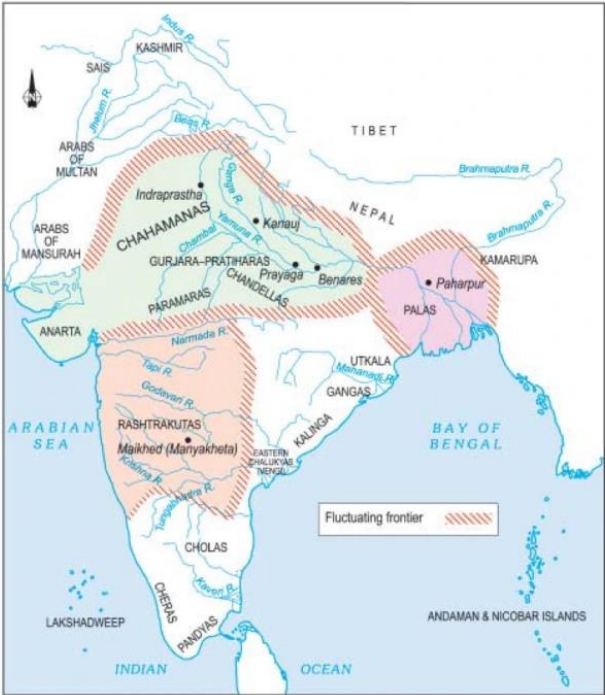 Indus R.
KASHMIR
SAIS
Jhelum R.
Beas R.
TIBET
ARABS
OF
MULTAN
Brahmaputra R.
Indraprastha
Ganga R.
NEPAL
Brahmaputra R.
ARABS
OF
MANSURAH
CHAHAMANAS
Kanauj
Yamuna R.
Chambal
KAMARUPA
GURJARA–PRATIHARAS
Prayaga
Benares
CHANDELLAS
Paharpur
PARAMARAS
PALAS
ANARTA
Narmada R.
UTKALA
Tapi R.
Mahanadi R.
GANGAS
Godavari R.
ARABIAN
SEA
RASHTRAKUTAS
Malkhed (Manyakheta)
KALINGA
BAY OF
BENGAL
EASTERN
CHALUKYAS
(VENGI)
Krishna R.
Tungabhadra R.
Fluctuating frontier
CHOLAS
Kaveri R.
CHERAS
LAKSHADWEEP
PANDYAS
ANDAMAN & NICOBAR ISLANDS
INDIAN
OCEAN